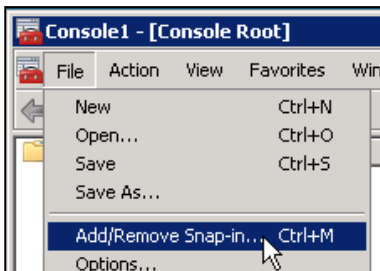 Console1 - [Console Root]
File Action View Favorites Win
New Ctrl+N
Open... Ctrl+O
Save Ctrl+S
Save As...
Add/Remove Snap-in... Ctrl+M
Options...